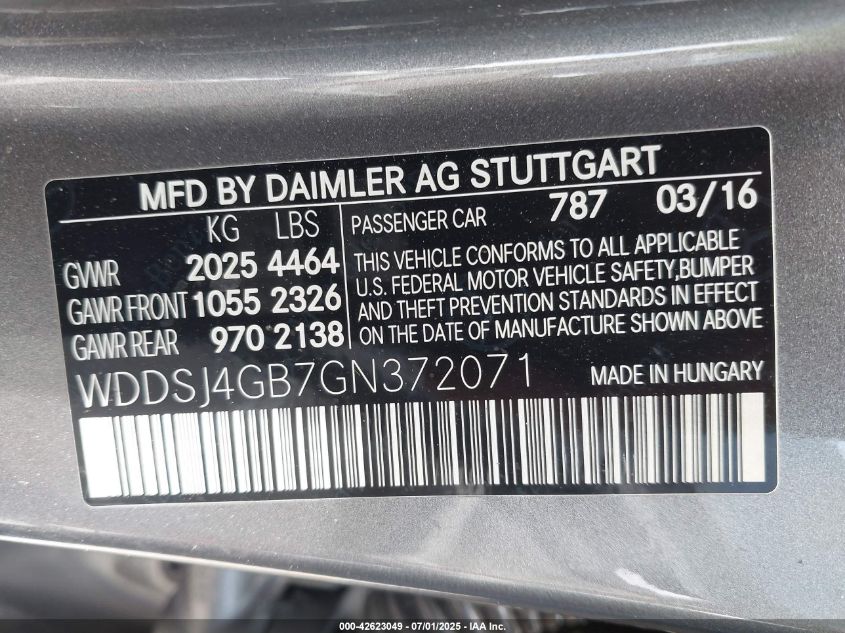 MFD BY DAIMLER AG STUTTGART
KG LBS
GVWR 2025 4464
GAWR FRONT 1055 2326
GAWR REAR 970 2138
PASSENGER CAR 787 03/16
THIS VEHICLE CONFORMS TO ALL APPLICABLE
U.S. FEDERAL MOTOR VEHICLE SAFETY,BUMPER
AND THEFT PREVENTION STANDARDS IN EFFECT
ON THE DATE OF MANUFACTURE SHOWN ABOVE
WDDSJ4GB7GN372071 MADE IN HUNGARY
000-42623049 - 07/01/2025 - IAA Inc.